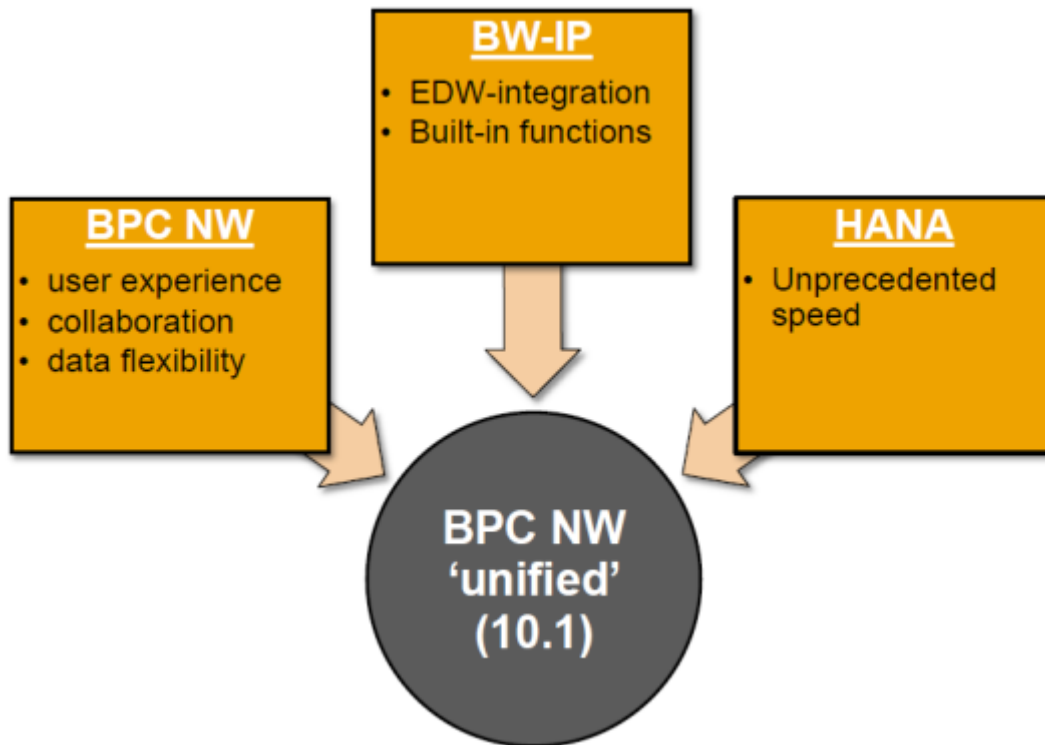 BW-IP
• EDW-integration
• Built-in functions
BPC NW
• user experience
• collaboration
• data flexibility
HANA
• Unprecedented
speed
BPC NW
‘unified’
(10.1)